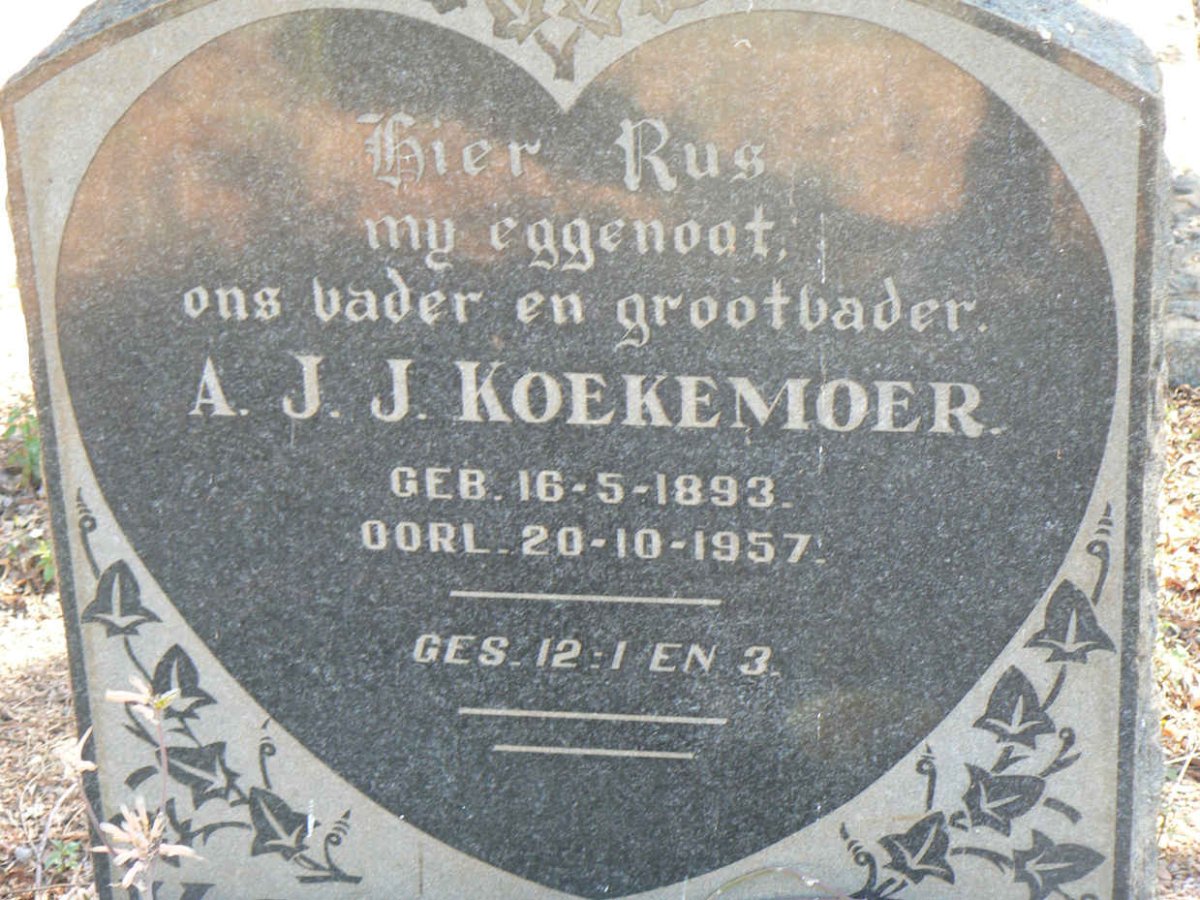 Hier Rus
my eggenoot,
ons vader en grootvader.
A. J. J. KOEKEMOER.
GEB. 16-5-1893.
OORL. 20-10-1957.
GES. 12:1 EN 3.